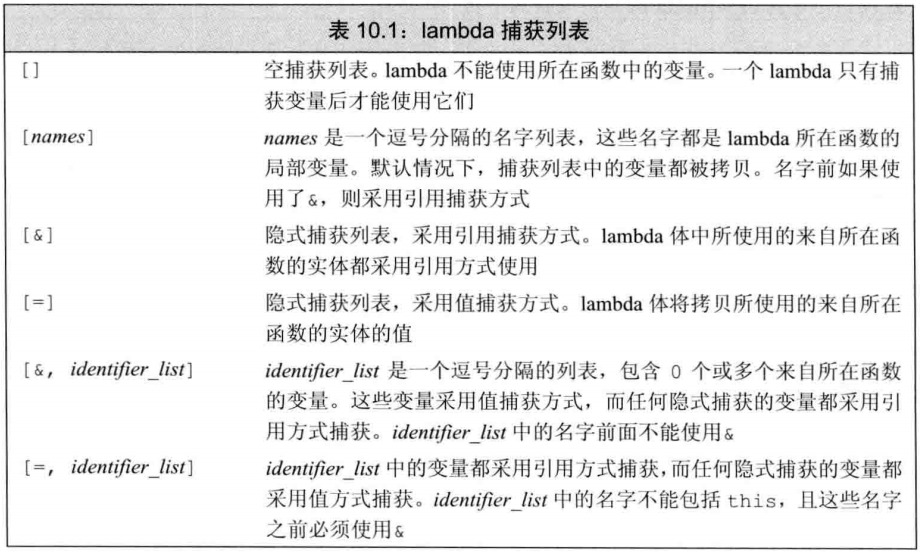 表 10.1：lambda 捕获列表
[] 空捕获列表。lambda 不能使用所在函数中的变量。一个 lambda 只有捕
获变量后才能使用它们
[names] names 是一个逗号分隔的名字列表，这些名字都是 lambda 所在函数的
局部变量。默认情况下，捕获列表中的变量都被拷贝。名字前如果使
用了&，则采用引用捕获方式
[&] 隐式捕获列表，采用引用捕获方式。lambda 体中所使用的来自所在函
数的实体都采用引用方式使用
[=] 隐式捕获列表，采用值捕获方式。lambda 体将拷贝所使用的来自所在
函数的实体的值
[&, identifier_list] identifier_list 是一个逗号分隔的列表，包含 0 个或多个来自所在函数
的变量。这些变量采用值捕获方式，而任何隐式捕获的变量都采用引
用方式捕获。identifier_list 中的名字前面不能使用&
[=, identifier_list] identifier_list 中的变量都采用引用方式捕获，而任何隐式捕获的变量都
采用值方式捕获。identifier_list 中的名字不能包括 this，且这些名字
之前必须使用&